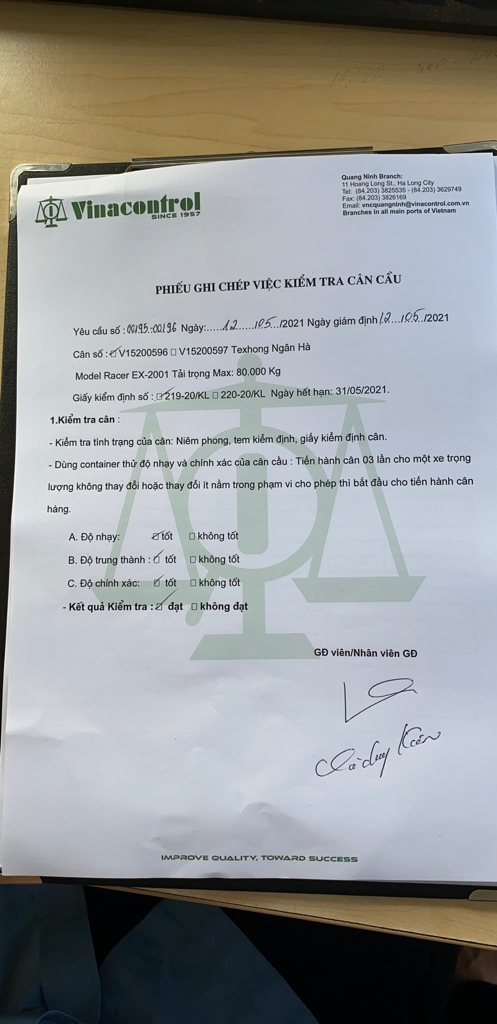 Vinacontrol
SINCE 1957
Quang Ninh Branch:
11 Hoang Long St., Ha Long City
Tel: (84.203) 3825535 - (84.203) 3629749
Fax: (84.203) 3826169
Email: vncquangninh@vinacontrol.com.vn
Branches in all main ports of Vietnam
PHIẾU GHI CHÉP VIỆC KIỂM TRA CÂN CẦU
Yêu cầu số : 00195-00196 Ngày:.....12.....105.../2021 Ngày giám định 12.../05.../2021
Cân số : ☑ V15200596 □ V15200597 Texhong Ngân Hà
Model Racer EX-2001 Tải trọng Max: 80.000 Kg
Giấy kiểm định số : ☑ 219-20/KL □ 220-20/KL Ngày hết hạn: 31/05/2021.
1.Kiểm tra cân :
- Kiểm tra tình trạng của cân: Niêm phong, tem kiểm định, giấy kiểm định cân.
- Dùng container thử độ nhạy và chính xác của cân cầu : Tiến hành cân 03 lần cho một xe trọng
lượng không thay đổi hoặc thay đổi ít nằm trong phạm vi cho phép thì bắt đầu cho tiến hành cân
hàng.
A. Độ nhạy: ☑ tốt □ không tốt
B. Độ trung thành : ☑ tốt □ không tốt
C. Độ chính xác: ☑ tốt □ không tốt
- Kết quả Kiểm tra : ☑ đạt □ không đạt
GĐ viên/Nhân viên GĐ
IMPROVE QUALITY, TOWARD SUCCESS